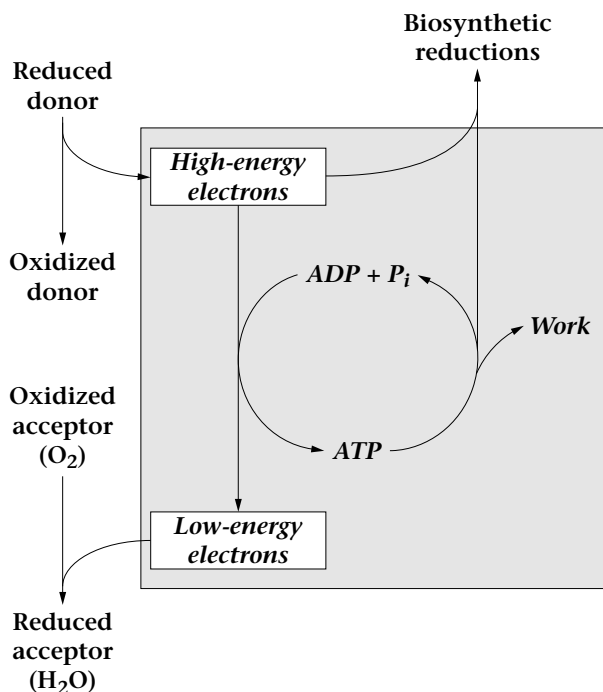 Biosynthetic
reductions
Reduced
donor
High-energy
electrons
Oxidized
donor
ADP + Pᵢ
Work
Oxidized
acceptor
(O₂)
ATP
Low-energy
electrons
Reduced
acceptor
(H₂O)